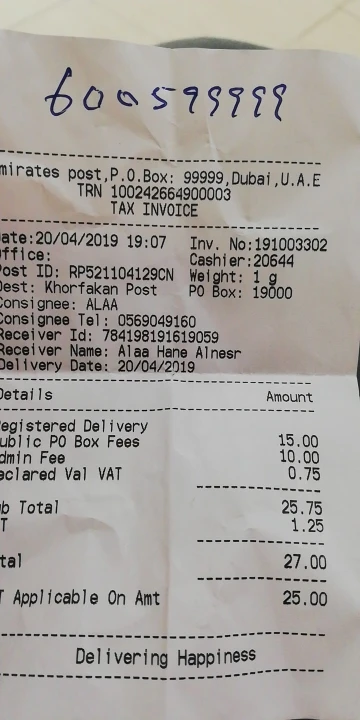 600599999
mirates post,P.O.Box: 99999,Dubai,U.A.E
TRN 100242664900003
TAX INVOICE
ate:20/04/2019 19:07 Inv. No:191003302
Office: Cashier:20644
Post ID: RP521104129CN Weight: 1 g
Dest: Khorfakan Post PO Box: 19000
Consignee: ALAA
Consignee Tel: 0569049160
Receiver Id: 784198191619059
Receiver Name: Alaa Hane Alnesr
Delivery Date: 20/04/2019
Details Amount
egistered Delivery
ublic PO Box Fees 15.00
dmin Fee 10.00
eclared Val VAT 0.75
b Total 25.75
T 1.25
tal 27.00
T Applicable On Amt 25.00
Delivering Happiness